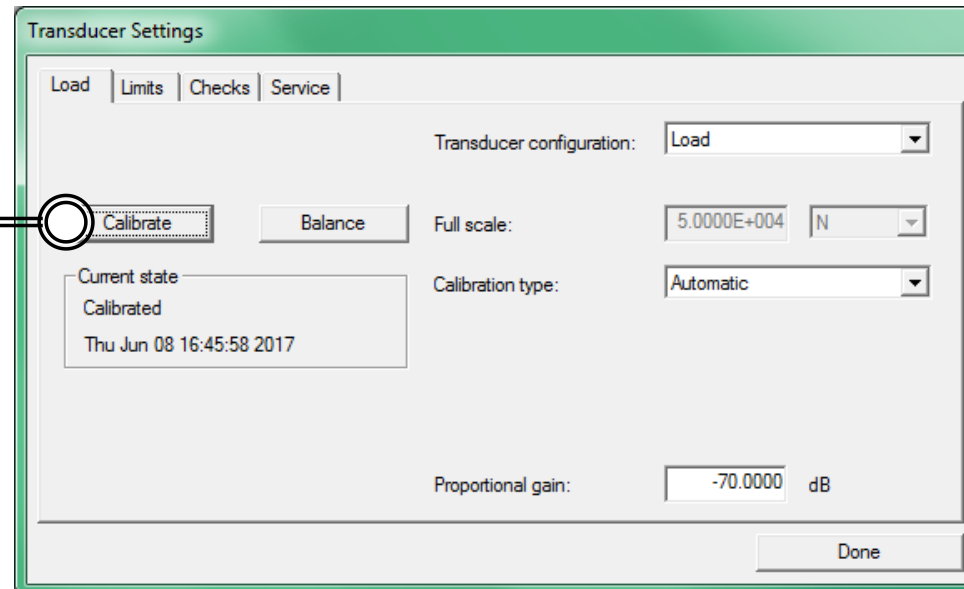 Transducer Settings
Load Limits Checks Service
Transducer configuration: Load
Calibrate Balance Full scale: 5.0000E+004 N
Current state
Calibrated
Thu Jun 08 16:45:58 2017
Calibration type: Automatic
Proportional gain: -70.0000 dB
Done